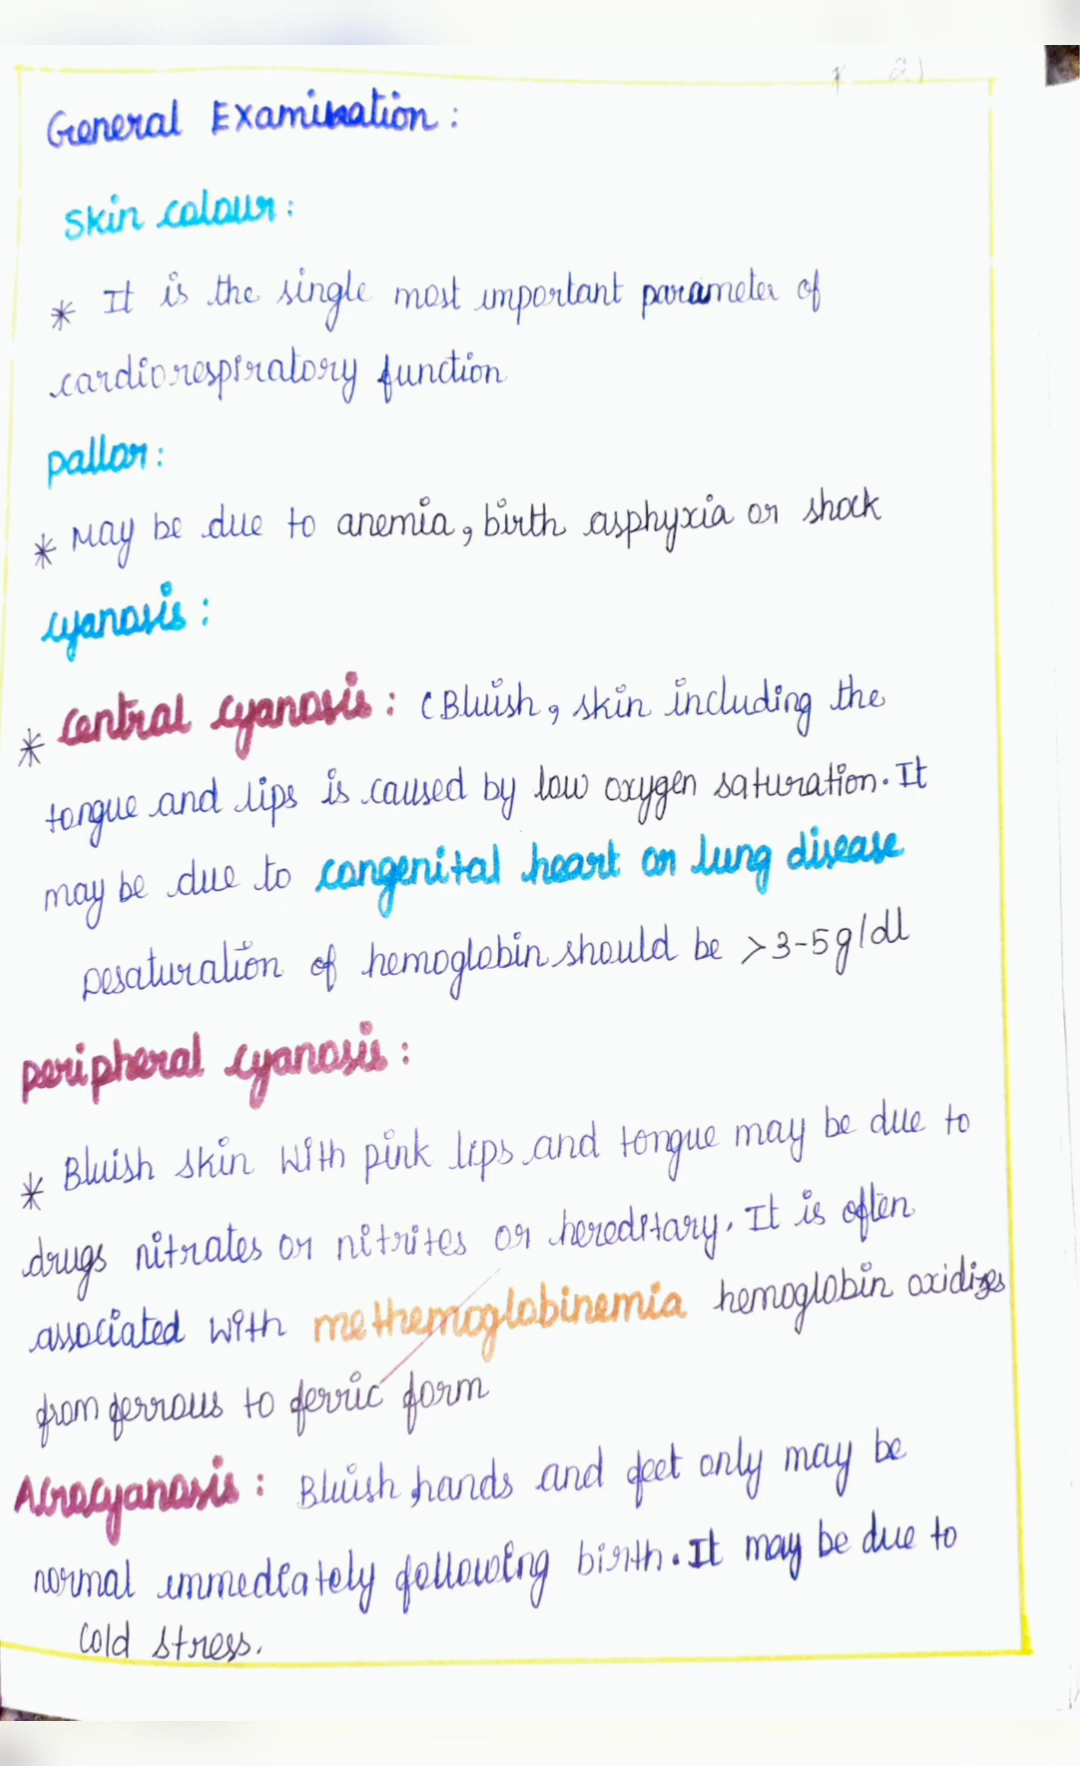 General Examination :
Skin colour :
* It is the single most important parameter of
cardiorespiratory function
pallor :
* May be due to anemia, birth asphyxia or shock
cyanosis :
* Central cyanosis : (Bluish, skin including the
tongue and lips is caused by low oxygen saturation. It
may be due to congenital heart or lung disease
Desaturation of hemoglobin should be >3-5g/dl
peripheral cyanosis :
* Bluish skin with pink lips and tongue may be due to
drugs nitrates or nitrites or hereditary. It is often
associated with methemoglobinemia hemoglobin oxidizes
from ferrous to ferric form
Acrocyanosis : Bluish hands and feet only may be
normal immediately following birth. It may be due to
cold stress.